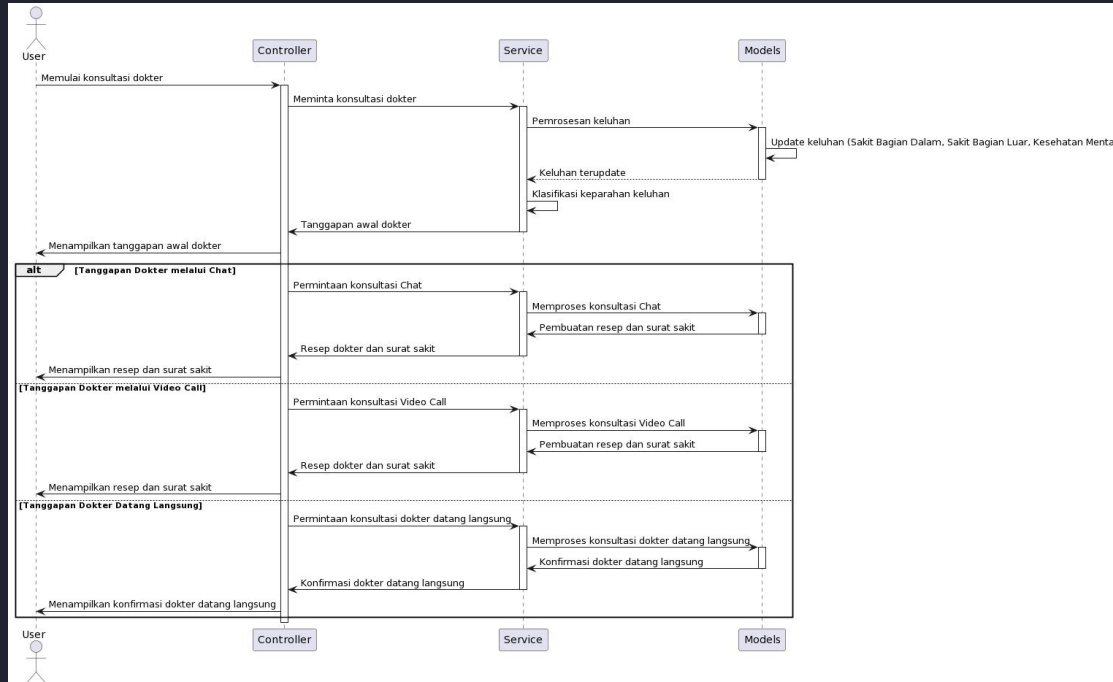 User
Controller
Service
Models
Memulai konsultasi dokter
Meminta konsultasi dokter
Pemrosesan keluhan
Update keluhan (Sakit Bagian Dalam, Sakit Bagian Luar, Kesehatan Menta
Keluhan terupdate
Klasifikasi keparahan keluhan
Tanggapan awal dokter
Menampilkan tanggapan awal dokter
alt [Tanggapan Dokter melalui Chat]
Permintaan konsultasi Chat
Memproses konsultasi Chat
Pembuatan resep dan surat sakit
Resep dokter dan surat sakit
Menampilkan resep dan surat sakit
[Tanggapan Dokter melalui Video Call]
Permintaan konsultasi Video Call
Memproses konsultasi Video Call
Pembuatan resep dan surat sakit
Resep dokter dan surat sakit
Menampilkan resep dan surat sakit
[Tanggapan Dokter Datang Langsung]
Permintaan konsultasi dokter datang langsung
Memproses konsultasi dokter datang langsung
Konfirmasi dokter datang langsung
Konfirmasi dokter datang langsung
Menampilkan konfirmasi dokter datang langsung
User
Controller
Service
Models